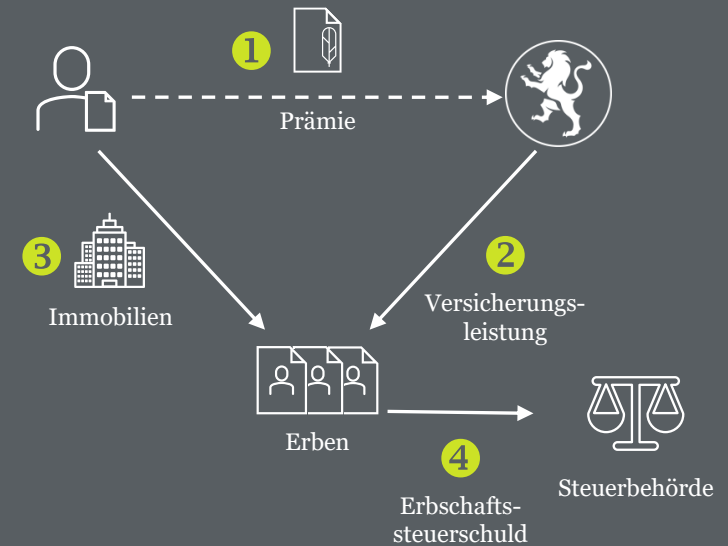 1
Prämie
3
Immobilien
2
Versicherungs-
leistung
Erben
4
Erbschafts-
steuerschuld
Steuerbehörde